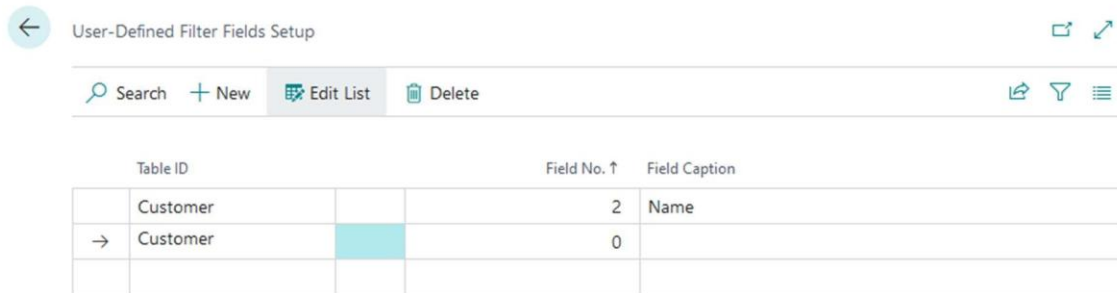 User-Defined Filter Fields Setup
Search New Edit List Delete
Table ID Field No. ↑ Field Caption
Customer 2 Name
Customer 0